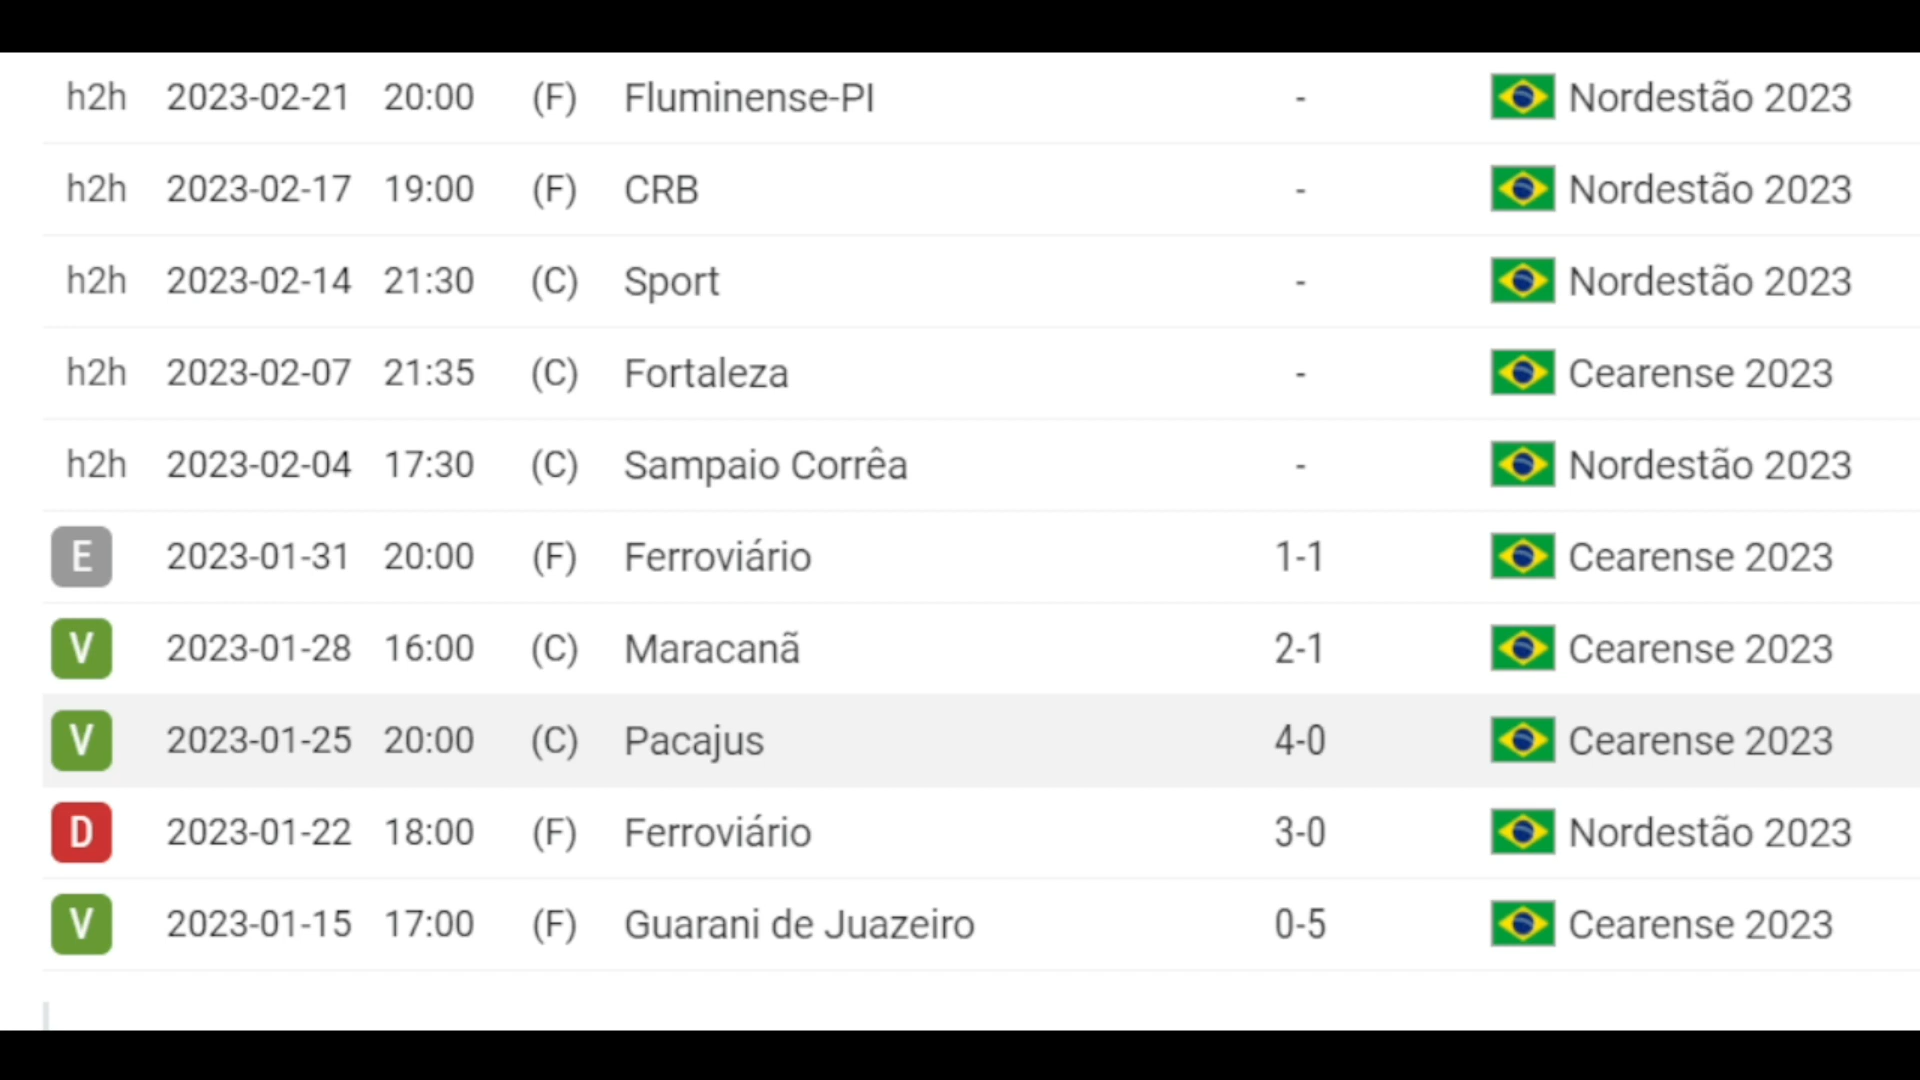 h2h 2023-02-21 20:00 (F) Fluminense-PI - Nordestão 2023
h2h 2023-02-17 19:00 (F) CRB - Nordestão 2023
h2h 2023-02-14 21:30 (C) Sport - Nordestão 2023
h2h 2023-02-07 21:35 (C) Fortaleza - Cearense 2023
h2h 2023-02-04 17:30 (C) Sampaio Corrêa - Nordestão 2023
E 2023-01-31 20:00 (F) Ferroviário 1-1 Cearense 2023
V 2023-01-28 16:00 (C) Maracanã 2-1 Cearense 2023
V 2023-01-25 20:00 (C) Pacajus 4-0 Cearense 2023
D 2023-01-22 18:00 (F) Ferroviário 3-0 Nordestão 2023
V 2023-01-15 17:00 (F) Guarani de Juazeiro 0-5 Cearense 2023